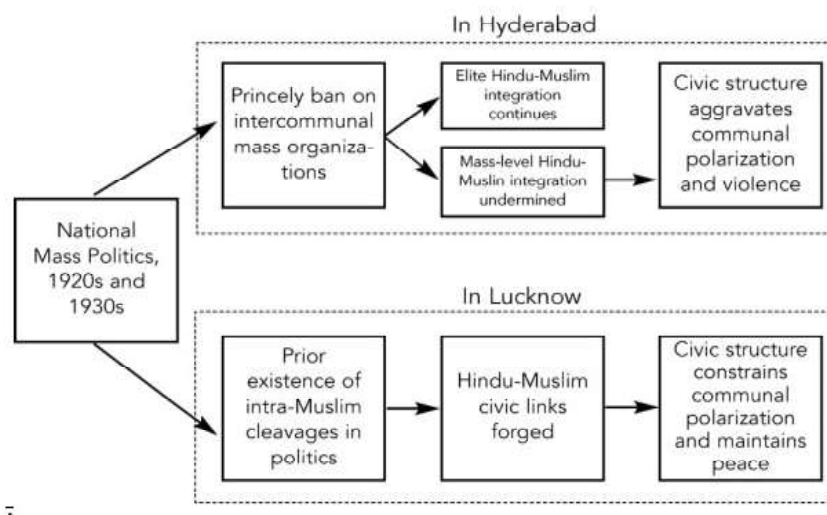 In Hyderabad
Princely ban on
intercommunal
mass organiza-
tions
Elite Hindu-Muslim
integration
continues
Mass-level Hindu-
Muslin integration
undermined
Civic structure
aggravates
communal
polarization
and violence
National
Mass Politics,
1920s and
1930s
In Lucknow
Prior
existence of
intra-Muslim
cleavages in
politics
Hindu-Muslim
civic links
forged
Civic structure
constrains
communal
polarization
and maintains
peace